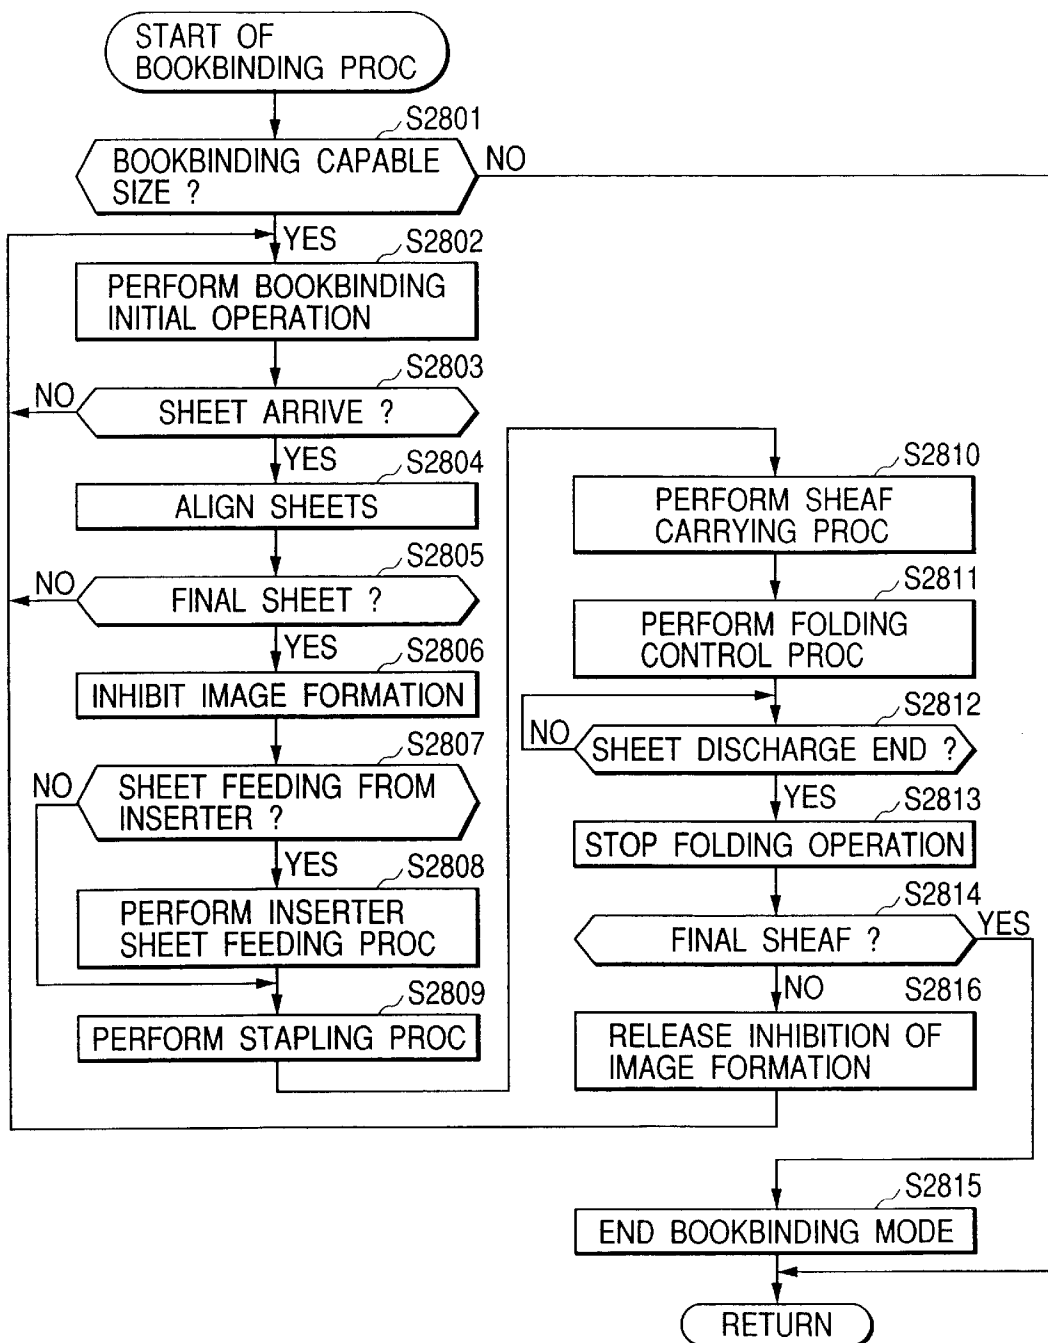 START OF
BOOKBINDING PROC
S2801
BOOKBINDING CAPABLE
SIZE ?
NO
YES
S2802
PERFORM BOOKBINDING
INITIAL OPERATION
S2803
NO
SHEET ARRIVE ?
YES
S2804
ALIGN SHEETS
S2805
NO
FINAL SHEET ?
YES
S2806
INHIBIT IMAGE FORMATION
S2807
NO
SHEET FEEDING FROM
INSERTER ?
YES
S2808
PERFORM INSERTER
SHEET FEEDING PROC
S2809
PERFORM STAPLING PROC
S2810
PERFORM SHEAF
CARRYING PROC
S2811
PERFORM FOLDING
CONTROL PROC
S2812
NO
SHEET DISCHARGE END ?
YES
S2813
STOP FOLDING OPERATION
S2814
FINAL SHEAF ?
YES
NO
S2816
RELEASE INHIBITION OF
IMAGE FORMATION
S2815
END BOOKBINDING MODE
RETURN